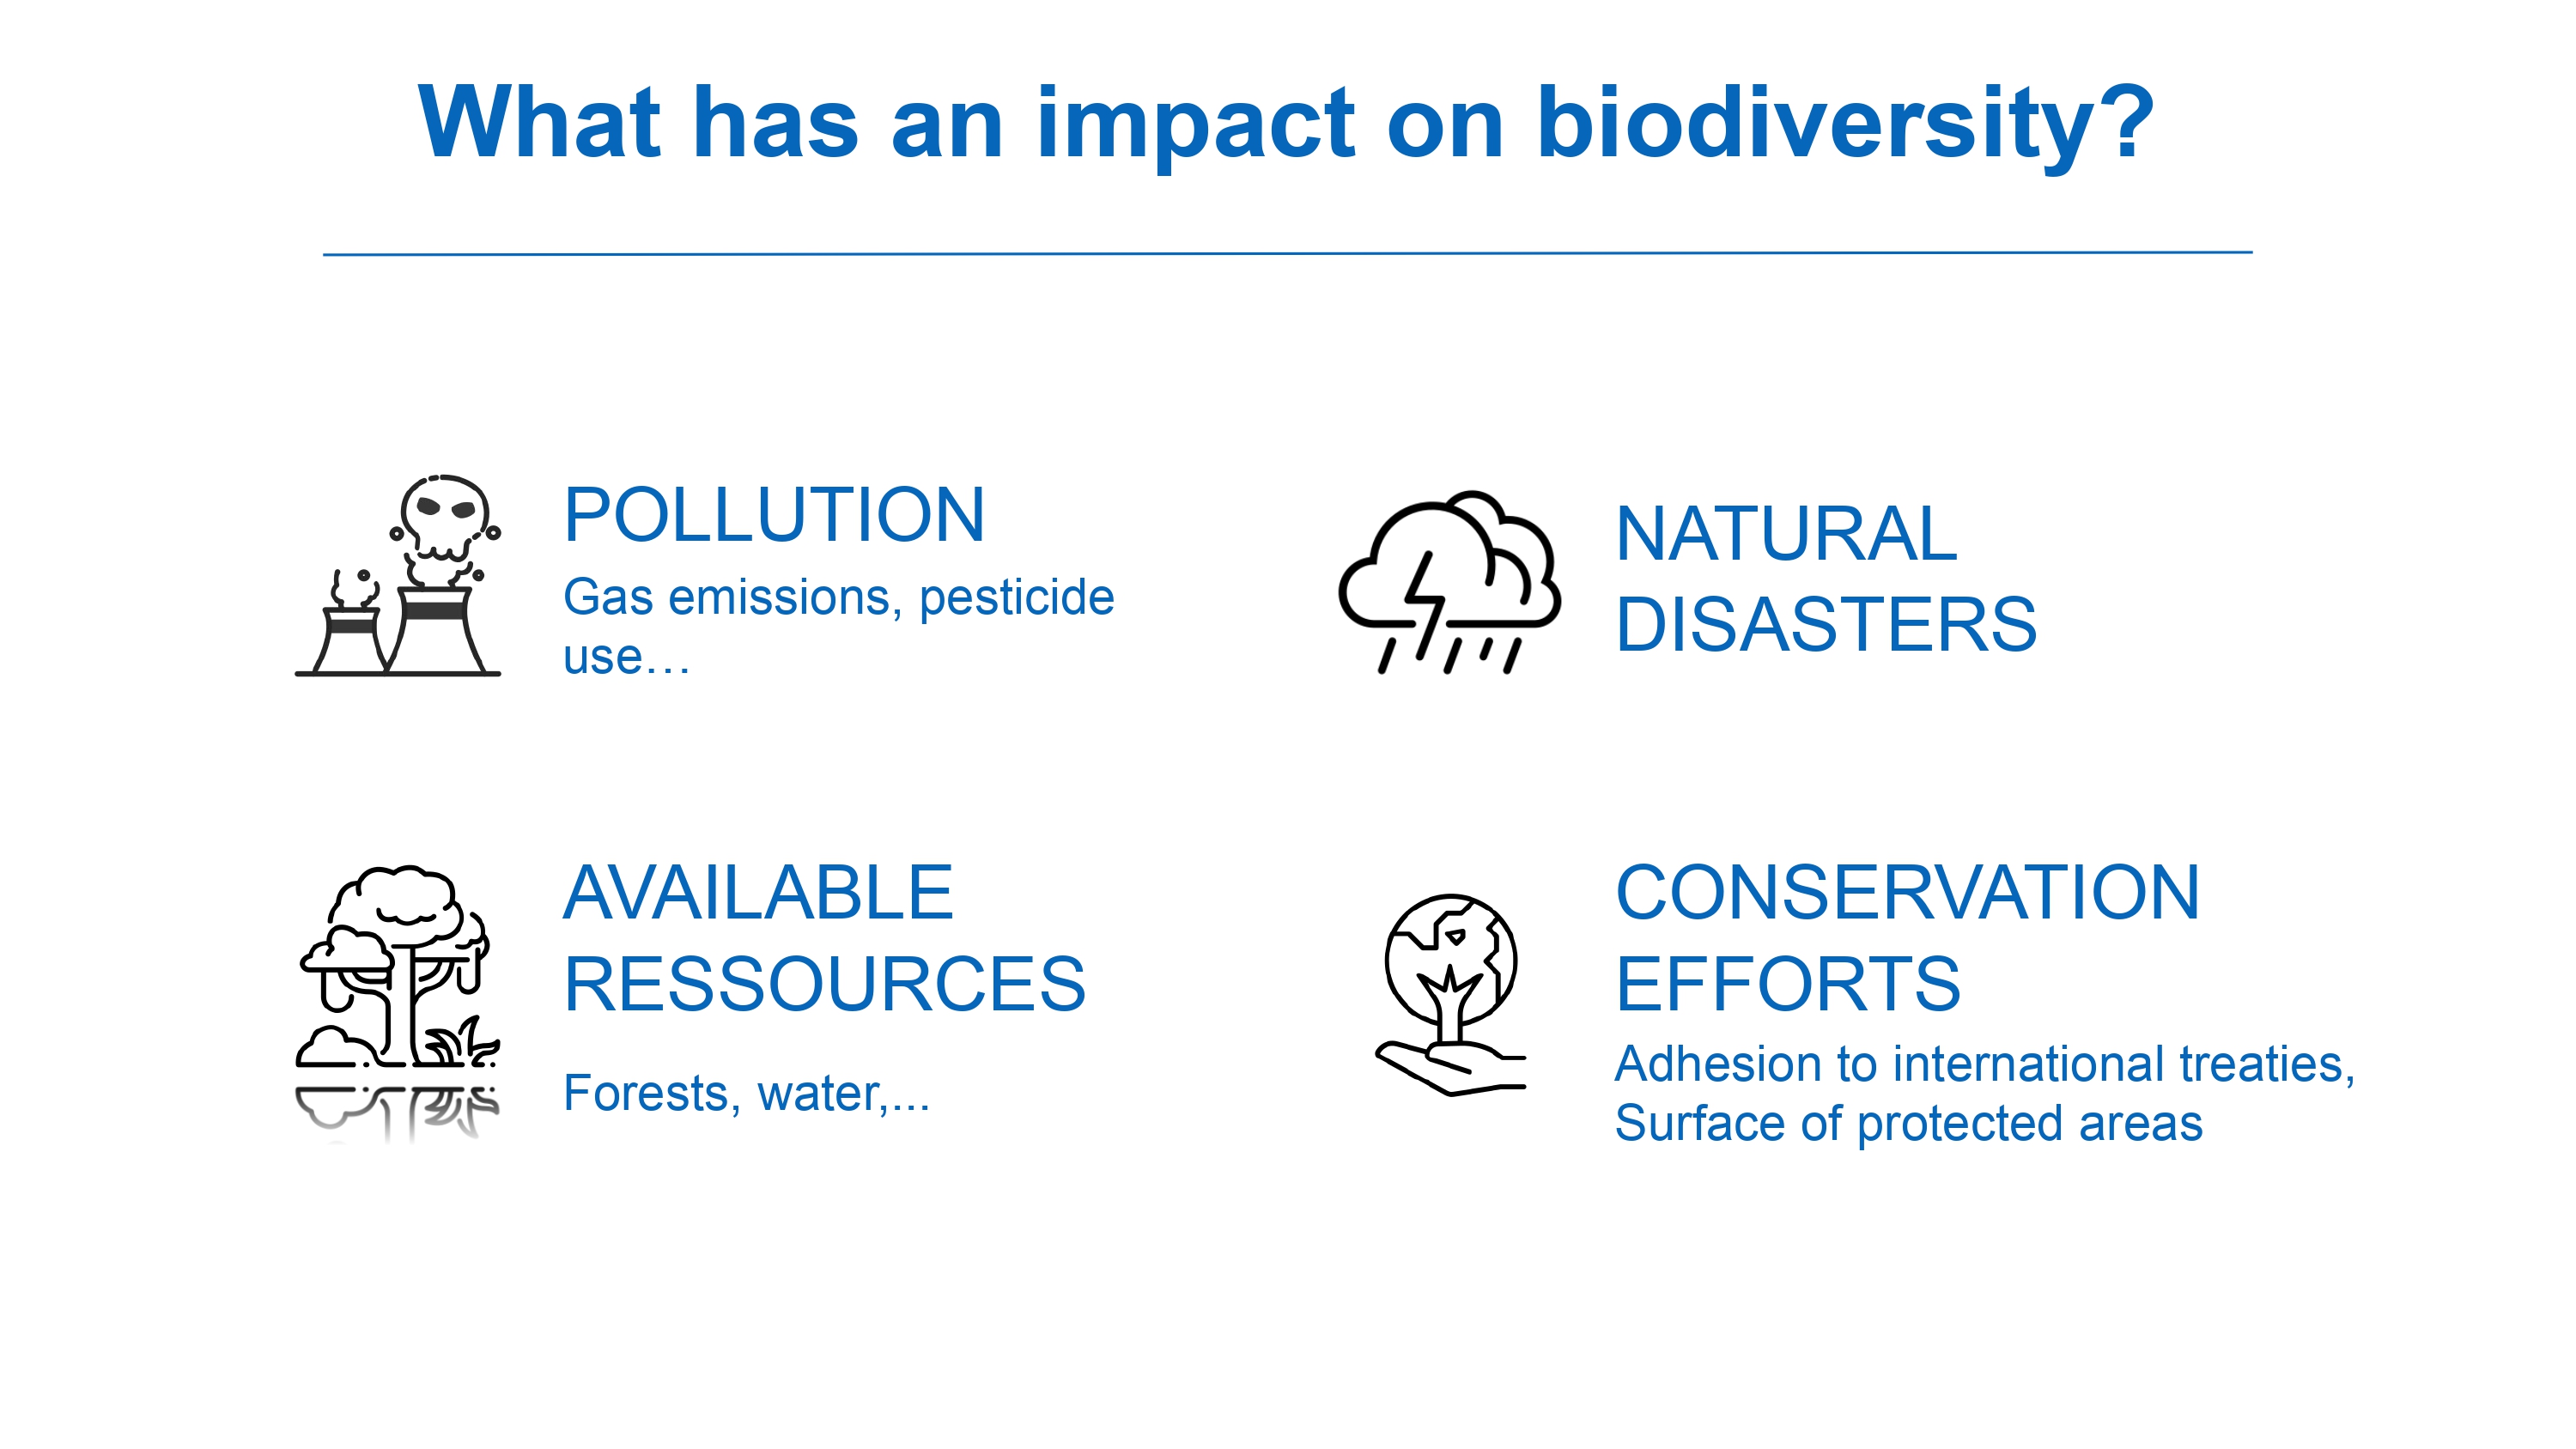 What has an impact on biodiversity?
POLLUTION
Gas emissions, pesticide
use…
NATURAL
DISASTERS
AVAILABLE
RESSOURCES
Forests, water,...
CONSERVATION
EFFORTS
Adhesion to international treaties,
Surface of protected areas